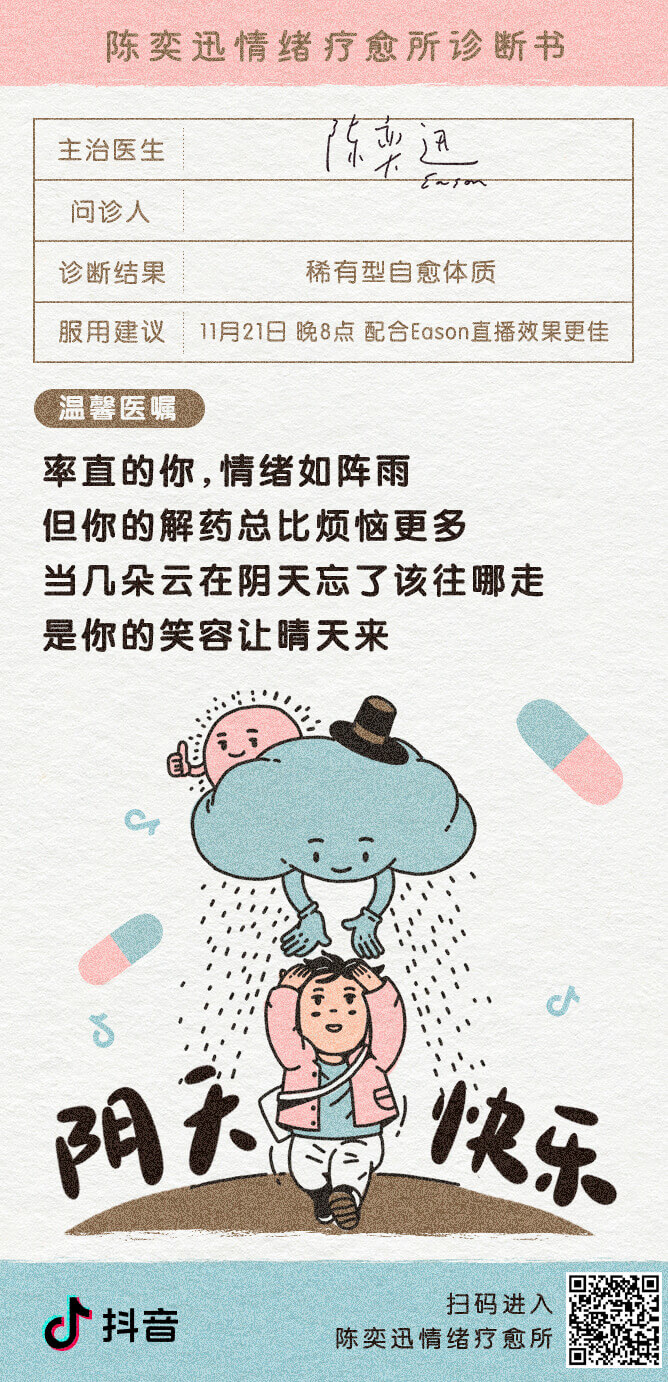 陈奕迅情绪疗愈所诊断书
主治医生 陈奕迅
Eason
问诊人
诊断结果 稀有型自愈体质
服用建议 11月21日 晚8点 配合Eason直播效果更佳
温馨医嘱
率直的你,情绪如阵雨
但你的解药总比烦恼更多
当几朵云在阴天忘了该往哪走
是你的笑容让晴天来
阴天快乐
抖音
扫码进入
陈奕迅情绪疗愈所